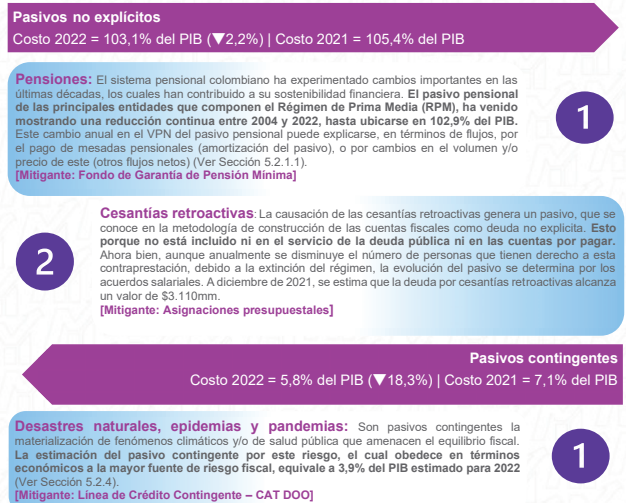 Pasivos no explícitos
Costo 2022 = 103,1% del PIB (▼2,2%) | Costo 2021 = 105,4% del PIB
Pensiones: El sistema pensional colombiano ha experimentado cambios importantes en las
últimas décadas, los cuales han contribuido a su sostenibilidad financiera. El pasivo pensional
de las principales entidades que componen el Régimen de Prima Media (RPM), ha venido
mostrando una reducción continua entre 2004 y 2022, hasta ubicarse en 102,9% del PIB.
Este cambio anual en el VPN del pasivo pensional puede explicarse, en términos de flujos, por
el pago de mesadas pensionales (amortización del pasivo), o por cambios en el volumen y/o
precio de este (otros flujos netos) (Ver Sección 5.2.1.1).
[Mitigante: Fondo de Garantía de Pensión Mínima]
1
Cesantías retroactivas: La causación de las cesantías retroactivas genera un pasivo, que se
conoce en la metodología de construcción de las cuentas fiscales como deuda no explicita. Esto
porque no está incluido ni en el servicio de la deuda pública ni en las cuentas por pagar.
Ahora bien, aunque anualmente se disminuye el número de personas que tienen derecho a esta
contraprestación, debido a la extinción del régimen, la evolución del pasivo se determina por los
acuerdos salariales. A diciembre de 2021, se estima que la deuda por cesantías retroactivas alcanza
un valor de $3.110mm.
[Mitigante: Asignaciones presupuestales]
2
Pasivos contingentes
Costo 2022 = 5,8% del PIB (▼18,3%) | Costo 2021 = 7,1% del PIB
Desastres naturales, epidemias y pandemias: Son pasivos contingentes la
materialización de fenómenos climáticos y/o de salud pública que amenacen el equilibrio fiscal.
La estimación del pasivo contingente por este riesgo, el cual obedece en términos
económicos a la mayor fuente de riesgo fiscal, equivale a 3,9% del PIB estimado para 2022
(Ver Sección 5.2.4).
[Mitigante: Línea de Crédito Contingente – CAT DOO]
1